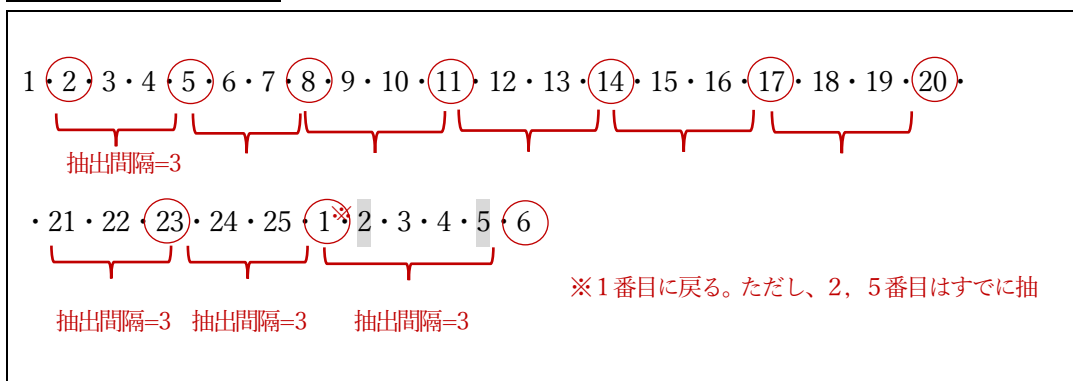 1・2・3・4・5・6・7・8・9・10・11・12・13・14・15・16・17・18・19・20・
抽出間隔=3
・21・22・23・24・25・1※・2・3・4・5・6
※1番目に戻る。ただし、2，5番目はすでに抽
抽出間隔=3 抽出間隔=3 抽出間隔=3